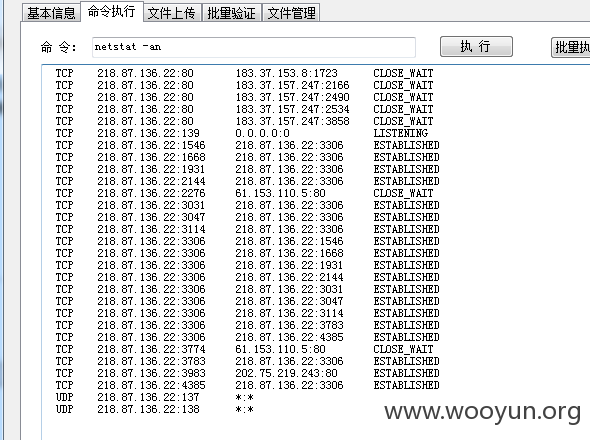 基本信息 命令执行 文件上传 批量验证 文件管理
命 令: netstat -an 执 行 批量执
TCP 218.87.136.22:80 183.37.153.8:1723 CLOSE_WAIT
TCP 218.87.136.22:80 183.37.157.247:2166 CLOSE_WAIT
TCP 218.87.136.22:80 183.37.157.247:2490 CLOSE_WAIT
TCP 218.87.136.22:80 183.37.157.247:2534 CLOSE_WAIT
TCP 218.87.136.22:80 183.37.157.247:3858 CLOSE_WAIT
TCP 218.87.136.22:139 0.0.0.0:0 LISTENING
TCP 218.87.136.22:1546 218.87.136.22:3306 ESTABLISHED
TCP 218.87.136.22:1668 218.87.136.22:3306 ESTABLISHED
TCP 218.87.136.22:1931 218.87.136.22:3306 ESTABLISHED
TCP 218.87.136.22:2144 218.87.136.22:3306 ESTABLISHED
TCP 218.87.136.22:2276 61.153.110.5:80 CLOSE_WAIT
TCP 218.87.136.22:3031 218.87.136.22:3306 ESTABLISHED
TCP 218.87.136.22:3047 218.87.136.22:3306 ESTABLISHED
TCP 218.87.136.22:3114 218.87.136.22:3306 ESTABLISHED
TCP 218.87.136.22:3306 218.87.136.22:1546 ESTABLISHED
TCP 218.87.136.22:3306 218.87.136.22:1668 ESTABLISHED
TCP 218.87.136.22:3306 218.87.136.22:1931 ESTABLISHED
TCP 218.87.136.22:3306 218.87.136.22:2144 ESTABLISHED
TCP 218.87.136.22:3306 218.87.136.22:3031 ESTABLISHED
TCP 218.87.136.22:3306 218.87.136.22:3047 ESTABLISHED
TCP 218.87.136.22:3306 218.87.136.22:3114 ESTABLISHED
TCP 218.87.136.22:3306 218.87.136.22:3783 ESTABLISHED
TCP 218.87.136.22:3306 218.87.136.22:4385 ESTABLISHED
TCP 218.87.136.22:3774 61.153.110.5:80 CLOSE_WAIT
TCP 218.87.136.22:3783 218.87.136.22:3306 ESTABLISHED
TCP 218.87.136.22:3983 202.75.219.243:80 ESTABLISHED
TCP 218.87.136.22:4385 218.87.136.22:3306 ESTABLISHED
UDP 218.87.136.22:137 *:*
UDP 218.87.136.22:138 *:*
www.wooyun.org